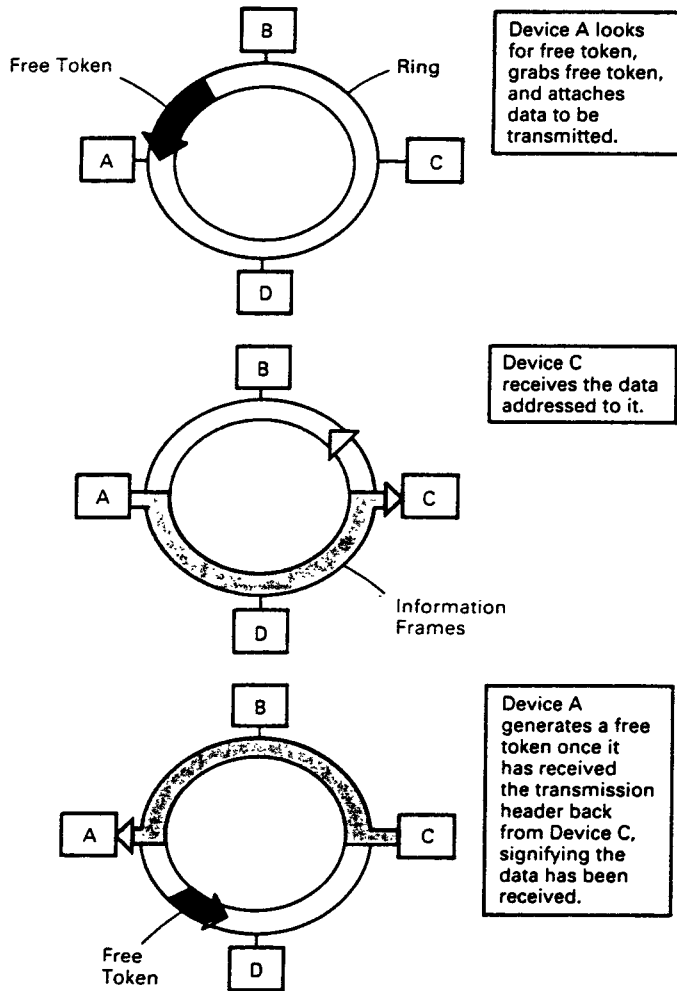 B
Free Token
Ring
A
C
D
Device A looks
for free token,
grabs free token,
and attaches
data to be
transmitted.
B
A
C
D
Information
Frames
Device C
receives the data
addressed to it.
B
A
C
D
Free
Token
Device A
generates a free
token once it
has received
the transmission
header back
from Device C,
signifying the
data has been
received.